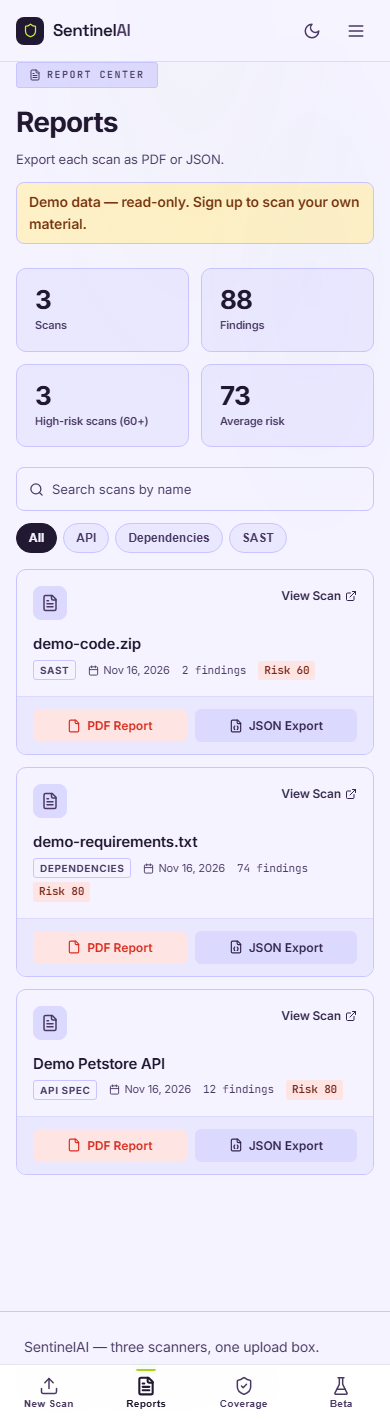 SentinelAI
REPORT CENTER
Reports
Export each scan as PDF or JSON.
Demo data — read-only. Sign up to scan your own
material.
3
Scans
88
Findings
3
High-risk scans (60+)
73
Average risk
Search scans by name
All API Dependencies SAST
View Scan
demo-code.zip
SAST Nov 16, 2026 2 findings Risk 60
PDF Report JSON Export
View Scan
demo-requirements.txt
DEPENDENCIES Nov 16, 2026 74 findings
Risk 80
PDF Report JSON Export
View Scan
Demo Petstore API
API SPEC Nov 16, 2026 12 findings Risk 80
PDF Report JSON Export
SentinelAI — three scanners, one upload box.
New Scan Reports Coverage Beta